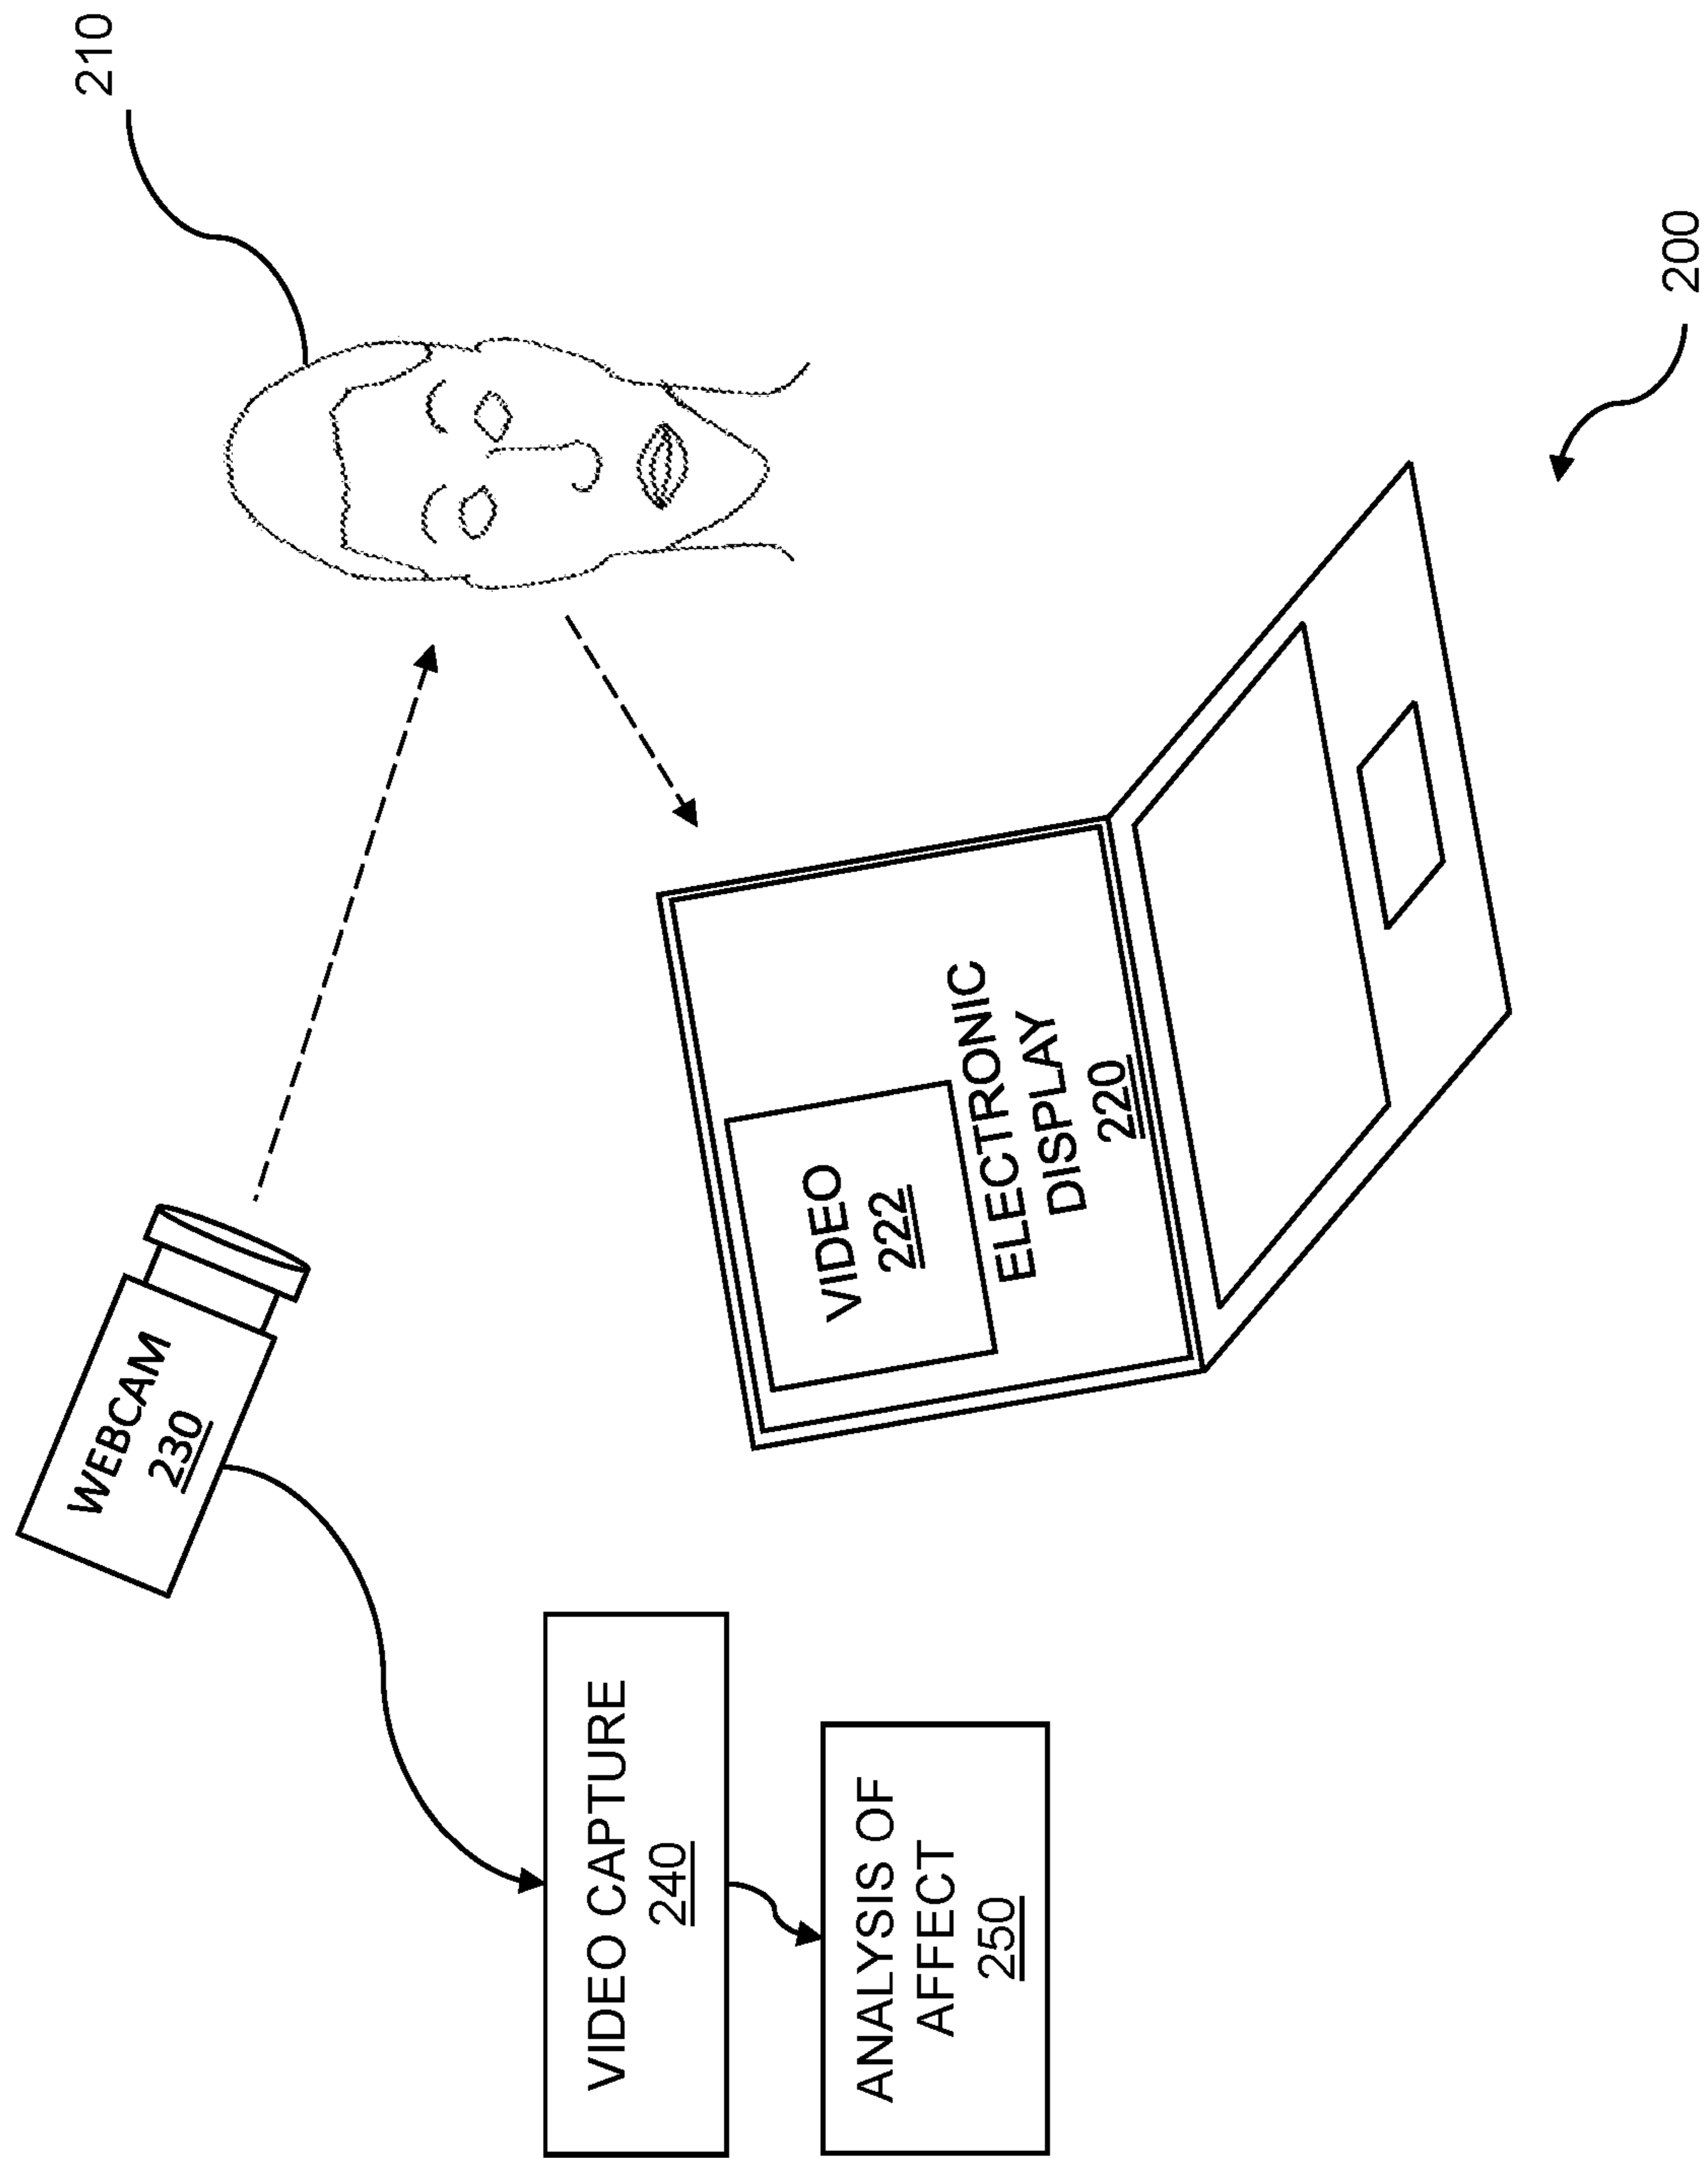 210
WEBCAM
230
VIDEO
222
ELECTRONIC
DISPLAY
220
VIDEO CAPTURE
240
ANALYSIS OF
AFFECT
250
200